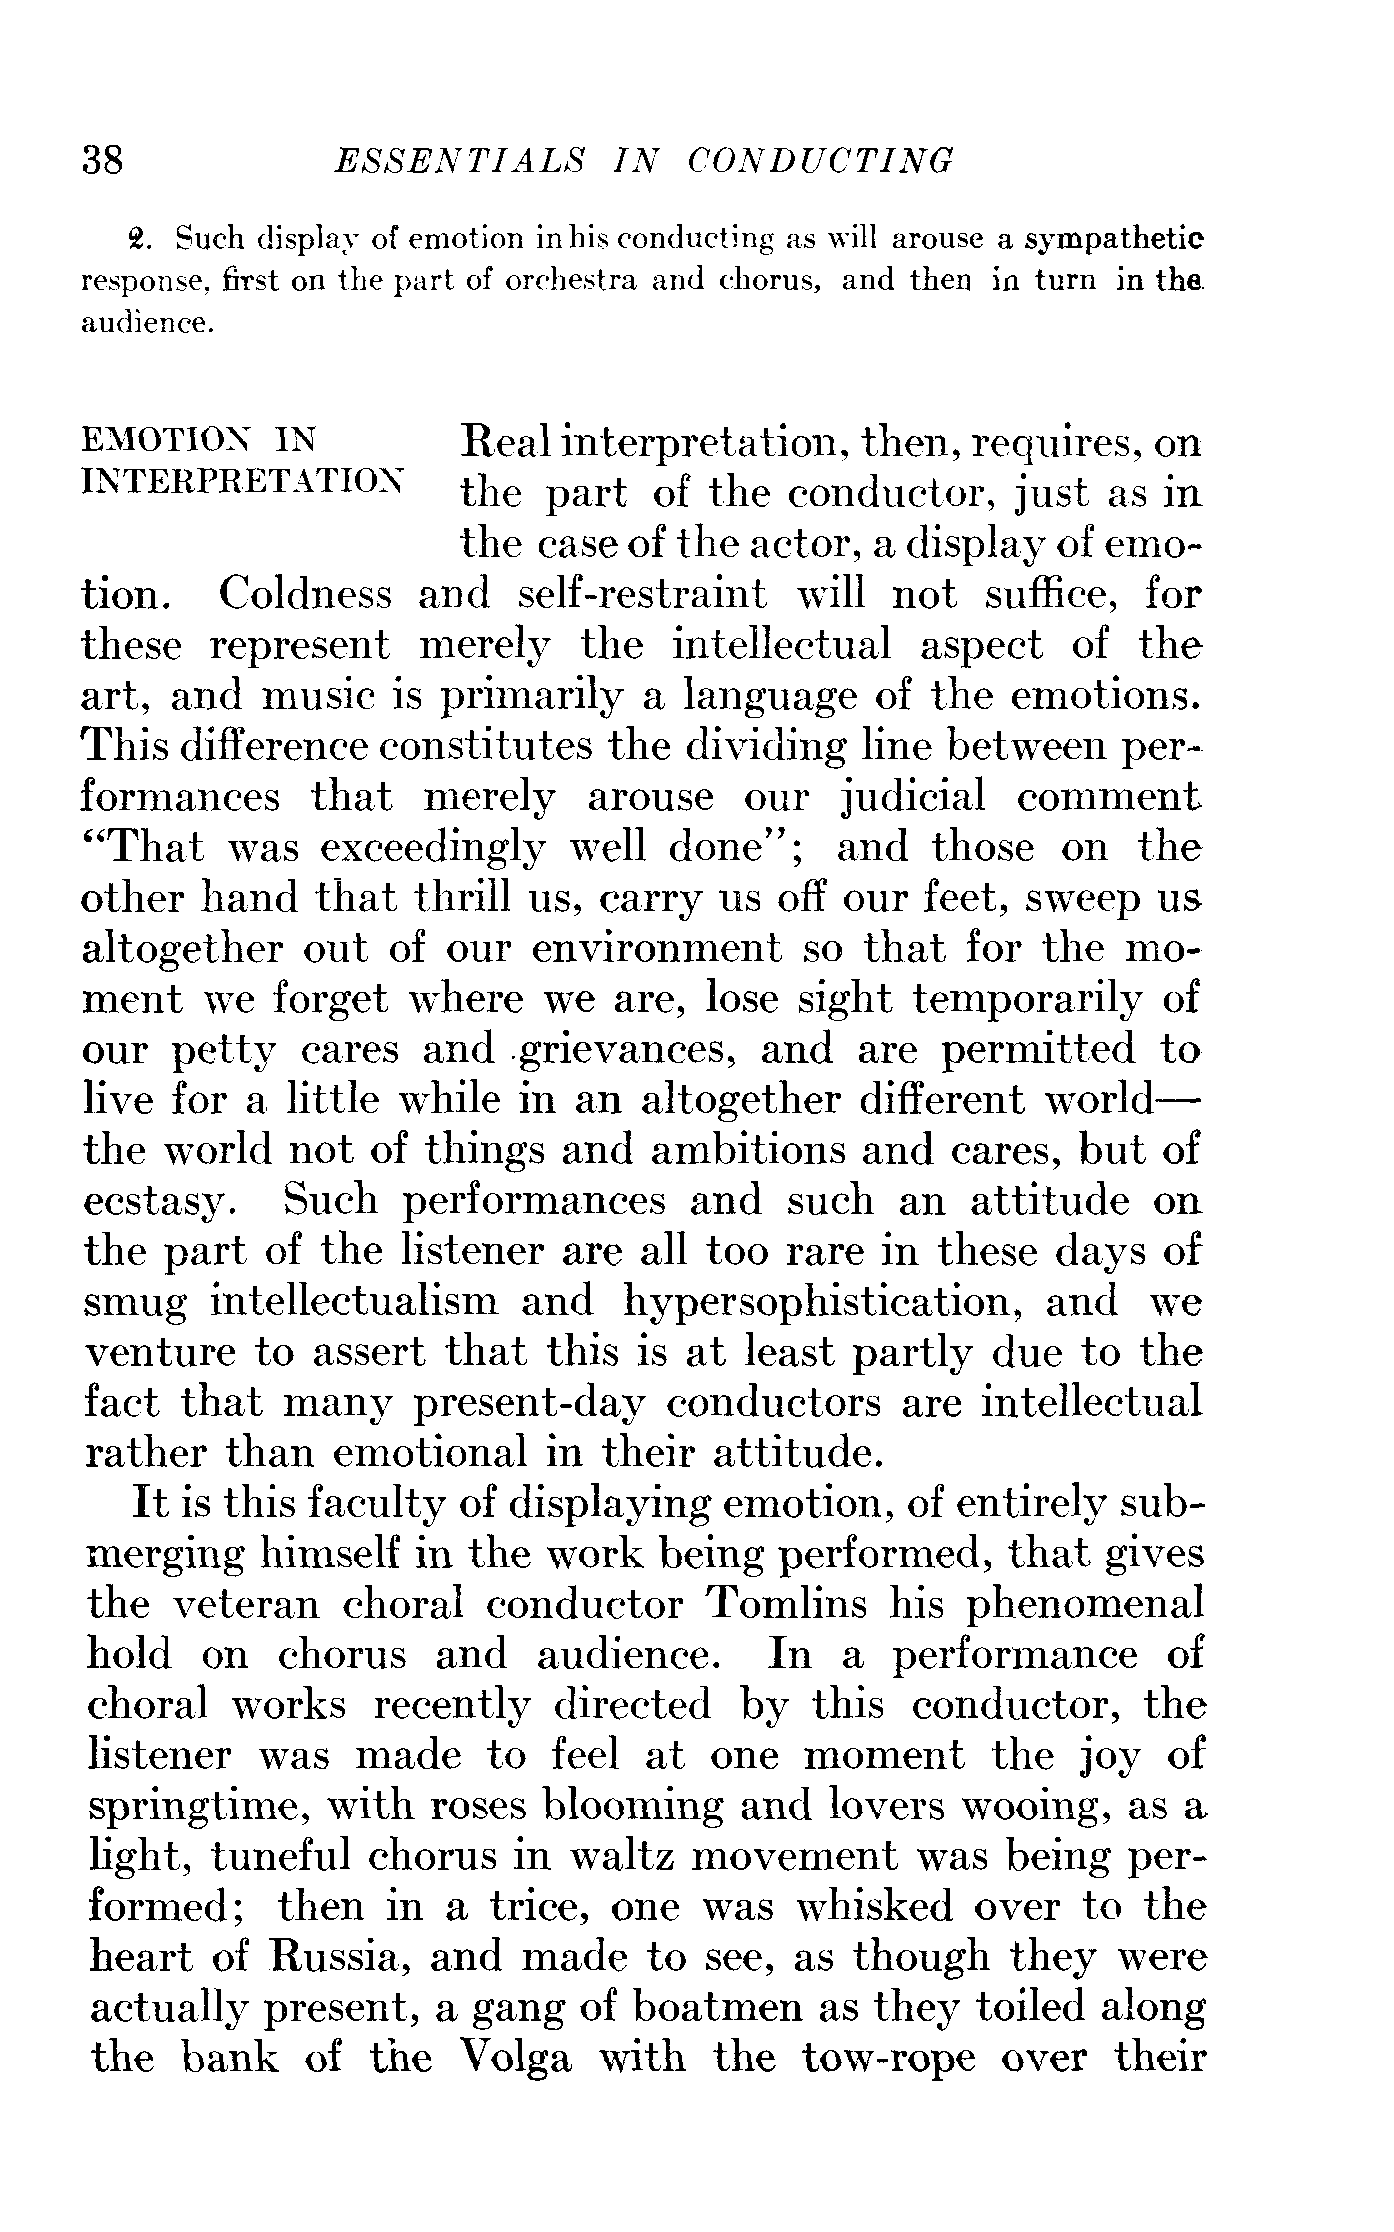 38 ESSENTIALS IN CONDUCTING
2. Such display of emotion in his conducting as will arouse a sympathetic
response, first on the part of orchestra and chorus, and then in turn in the
audience.
EMOTION IN
INTERPRETATION
Real interpretation, then, requires, on
the part of the conductor, just as in
the case of the actor, a display of emo-
tion. Coldness and self-restraint will not suffice, for
these represent merely the intellectual aspect of the
art, and music is primarily a language of the emotions.
This difference constitutes the dividing line between per-
formances that merely arouse our judicial comment
“That was exceedingly well done”; and those on the
other hand that thrill us, carry us off our feet, sweep us
altogether out of our environment so that for the mo-
ment we forget where we are, lose sight temporarily of
our petty cares and grievances, and are permitted to
live for a little while in an altogether different world—
the world not of things and ambitions and cares, but of
ecstasy. Such performances and such an attitude on
the part of the listener are all too rare in these days of
smug intellectualism and hypersophistication, and we
venture to assert that this is at least partly due to the
fact that many present-day conductors are intellectual
rather than emotional in their attitude.
It is this faculty of displaying emotion, of entirely sub-
merging himself in the work being performed, that gives
the veteran choral conductor Tomlins his phenomenal
hold on chorus and audience. In a performance of
choral works recently directed by this conductor, the
listener was made to feel at one moment the joy of
springtime, with roses blooming and lovers wooing, as a
light, tuneful chorus in waltz movement was being per-
formed; then in a trice, one was whisked over to the
heart of Russia, and made to see, as though they were
actually present, a gang of boatmen as they toiled along
the bank of the Volga with the tow-rope over their